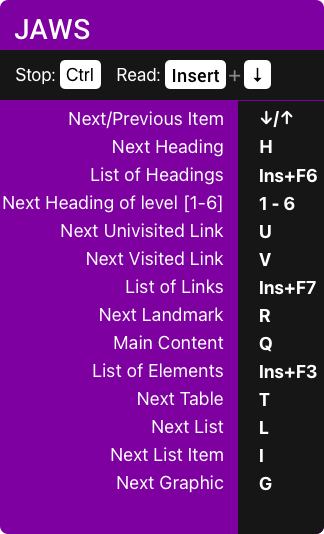 JAWS
Stop: Ctrl Read: Insert + ↓
Next/Previous Item ↓/↑
Next Heading H
List of Headings Ins+F6
Next Heading of level [1-6] 1 - 6
Next Univisited Link U
Next Visited Link V
List of Links Ins+F7
Next Landmark R
Main Content Q
List of Elements Ins+F3
Next Table T
Next List L
Next List Item I
Next Graphic G